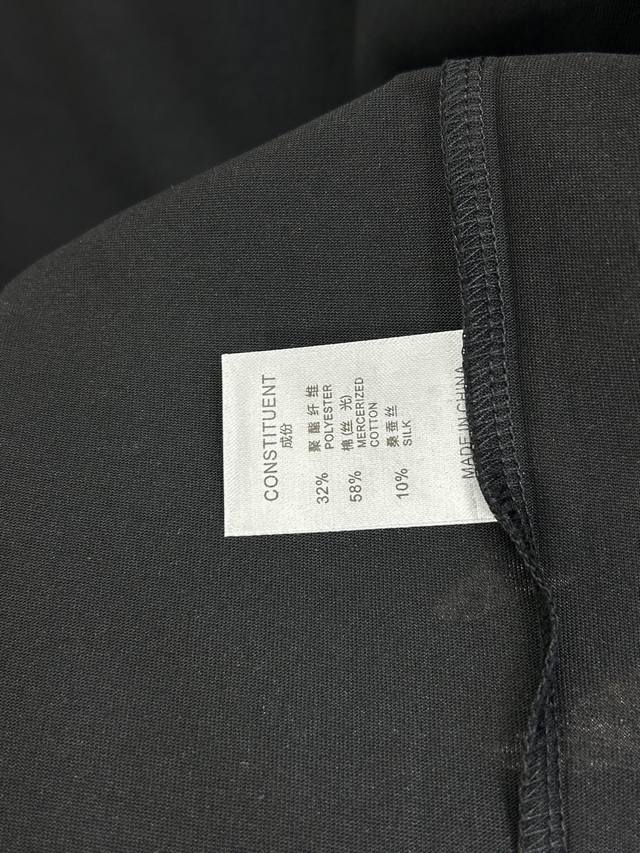 CONSTITUENT
成份
32% 聚酯纤维
POLYESTER
58% 棉(丝光)
MERCERIZED
COTTON
10% 桑蚕丝
SILK
MADE IN CHINA